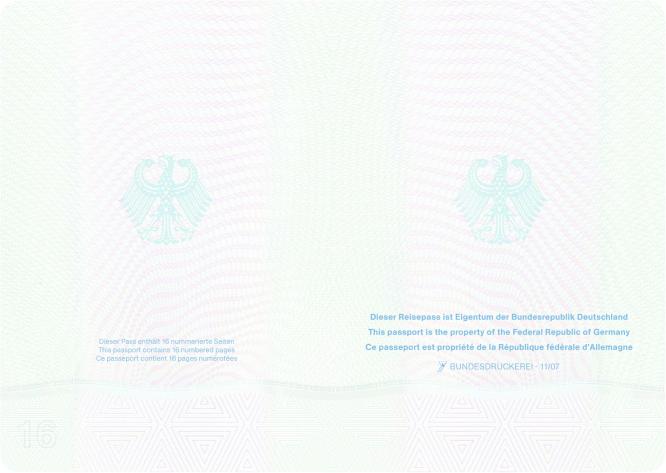 Dieser Pass enthält 16 nummerierte Seiten
This passport contains 16 numbered pages
Ce passeport contient 16 pages numérotées
16
Dieser Reisepass ist Eigentum der Bundesrepublik Deutschland
This passport is the property of the Federal Republic of Germany
Ce passeport est propriété de la République fédérale d'Allemagne
BUNDESDRUCKEREI · 11/07